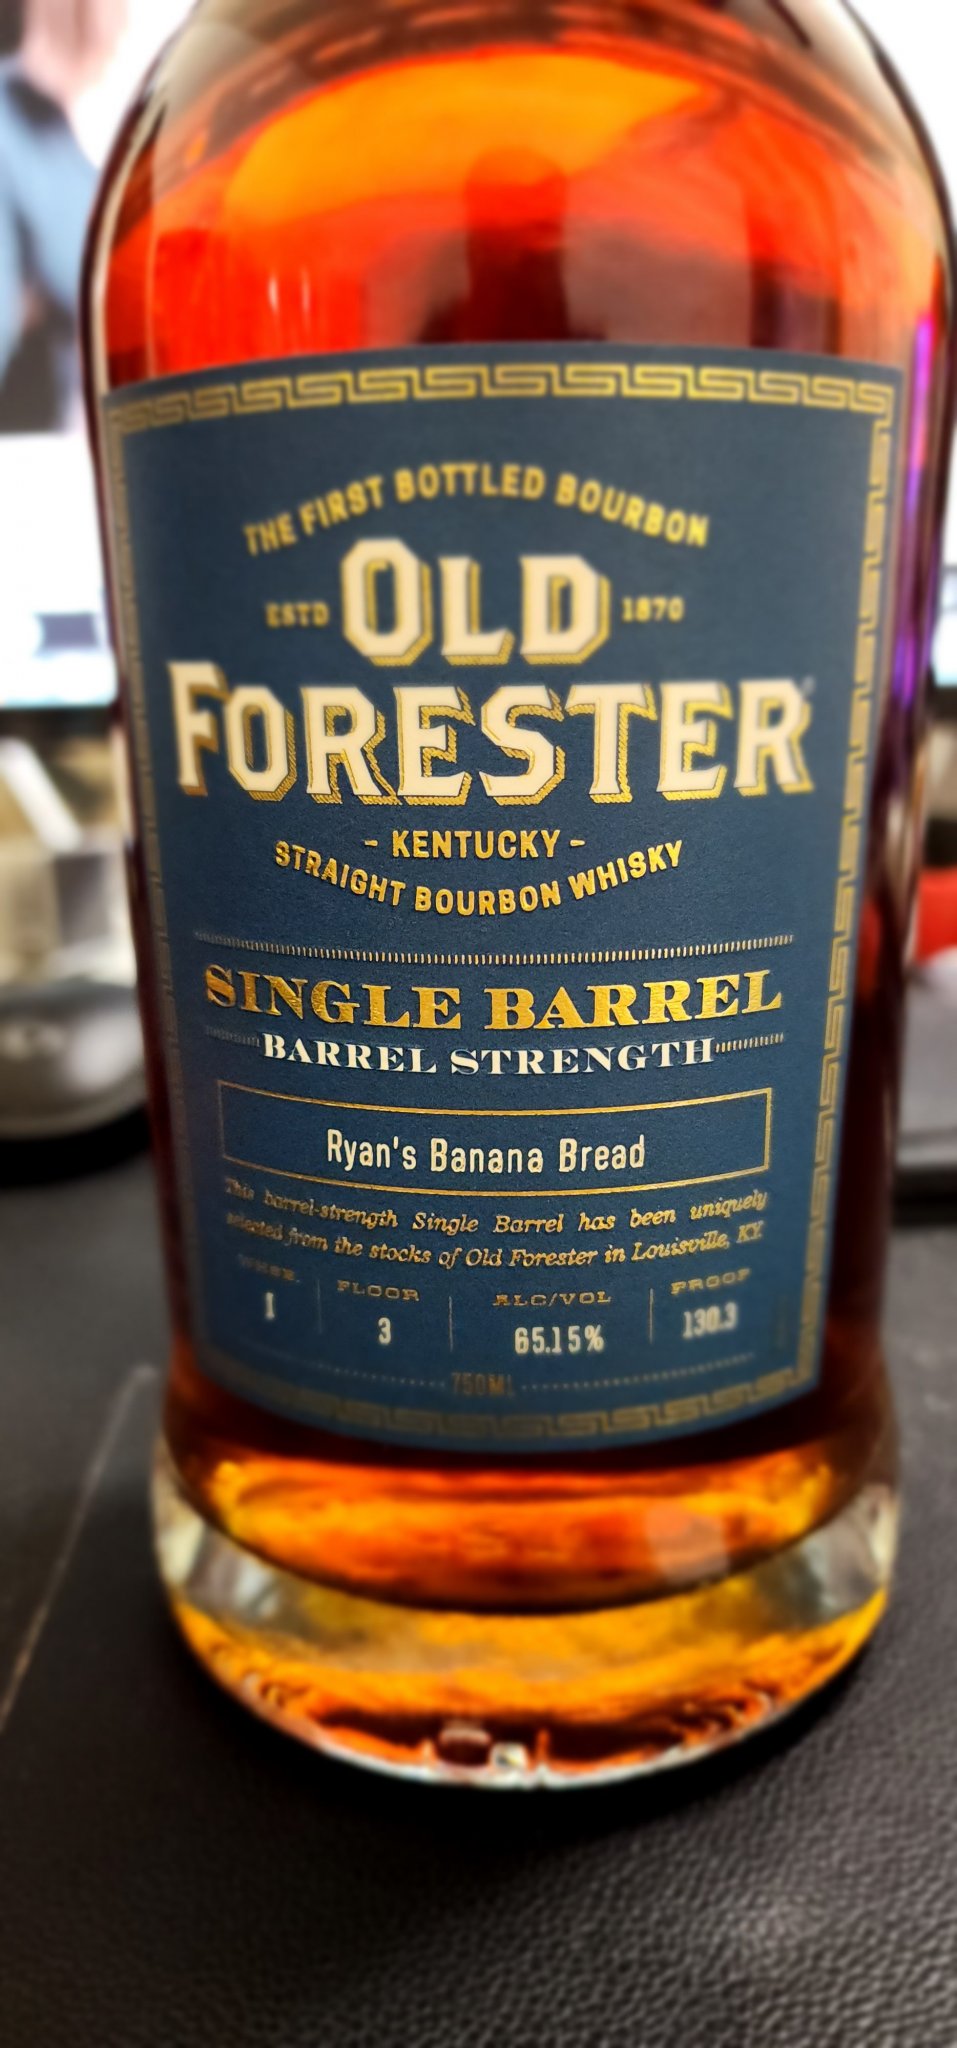 THE FIRST BOTTLED BOURBON
ESTD OLD 1870
FORESTER
- KENTUCKY -
STRAIGHT BOURBON WHISKY
SINGLE BARREL
BARREL STRENGTH
Ryan's Banana Bread
This barrel-strength Single Barrel has been uniquely
selected from the stocks of Old Forester in Louisville, KY.
WHSE. FLOOR ALC/VOL PROOF
1 3 65.15% 130.3
750ML